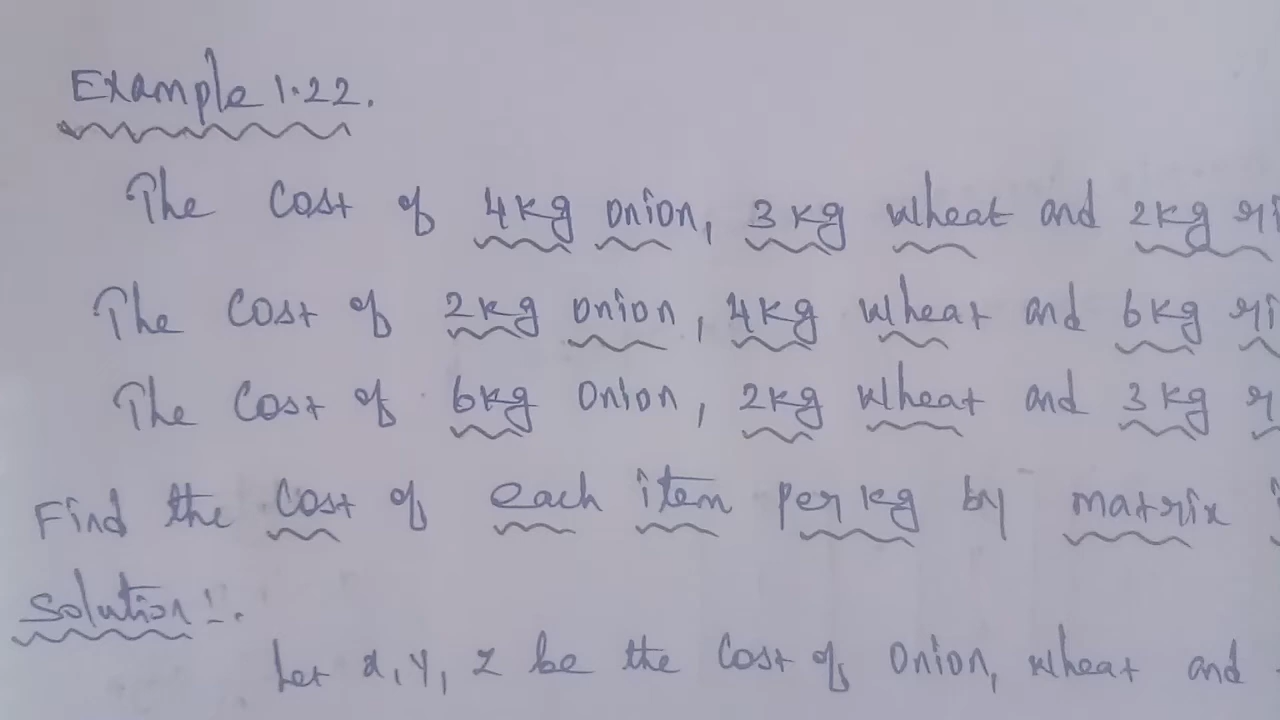 Example 1.22.
The Cost of 4kg onion, 3kg wheat and 2kg ri
The Cost of 2kg onion, 4kg wheat and 6kg ri
The Cost of 6kg onion, 2kg wheat and 3kg r
Find the Cost of each item per kg by matrix i
Solution:.
Let x, y, z be the Cost of onion, wheat and